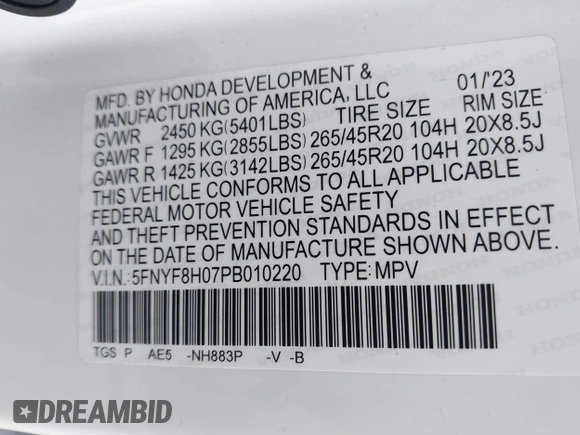 MFD. BY HONDA DEVELOPMENT & 01/'23
MANUFACTURING OF AMERICA, LLC
GVWR 2450 KG(5401LBS) TIRE SIZE RIM SIZE
GAWR F 1295 KG(2855LBS) 265/45R20 104H 20X8.5J
GAWR R 1425 KG(3142LBS) 265/45R20 104H 20X8.5J
THIS VEHICLE CONFORMS TO ALL APPLICABLE
FEDERAL MOTOR VEHICLE SAFETY
AND THEFT PREVENTION STANDARDS IN EFFECT
ON THE DATE OF MANUFACTURE SHOWN ABOVE.
V.I.N.: 5FNYF8H07PB010220 TYPE: MPV
TGS P AE5 -NH883P -V -B
DREAMBID